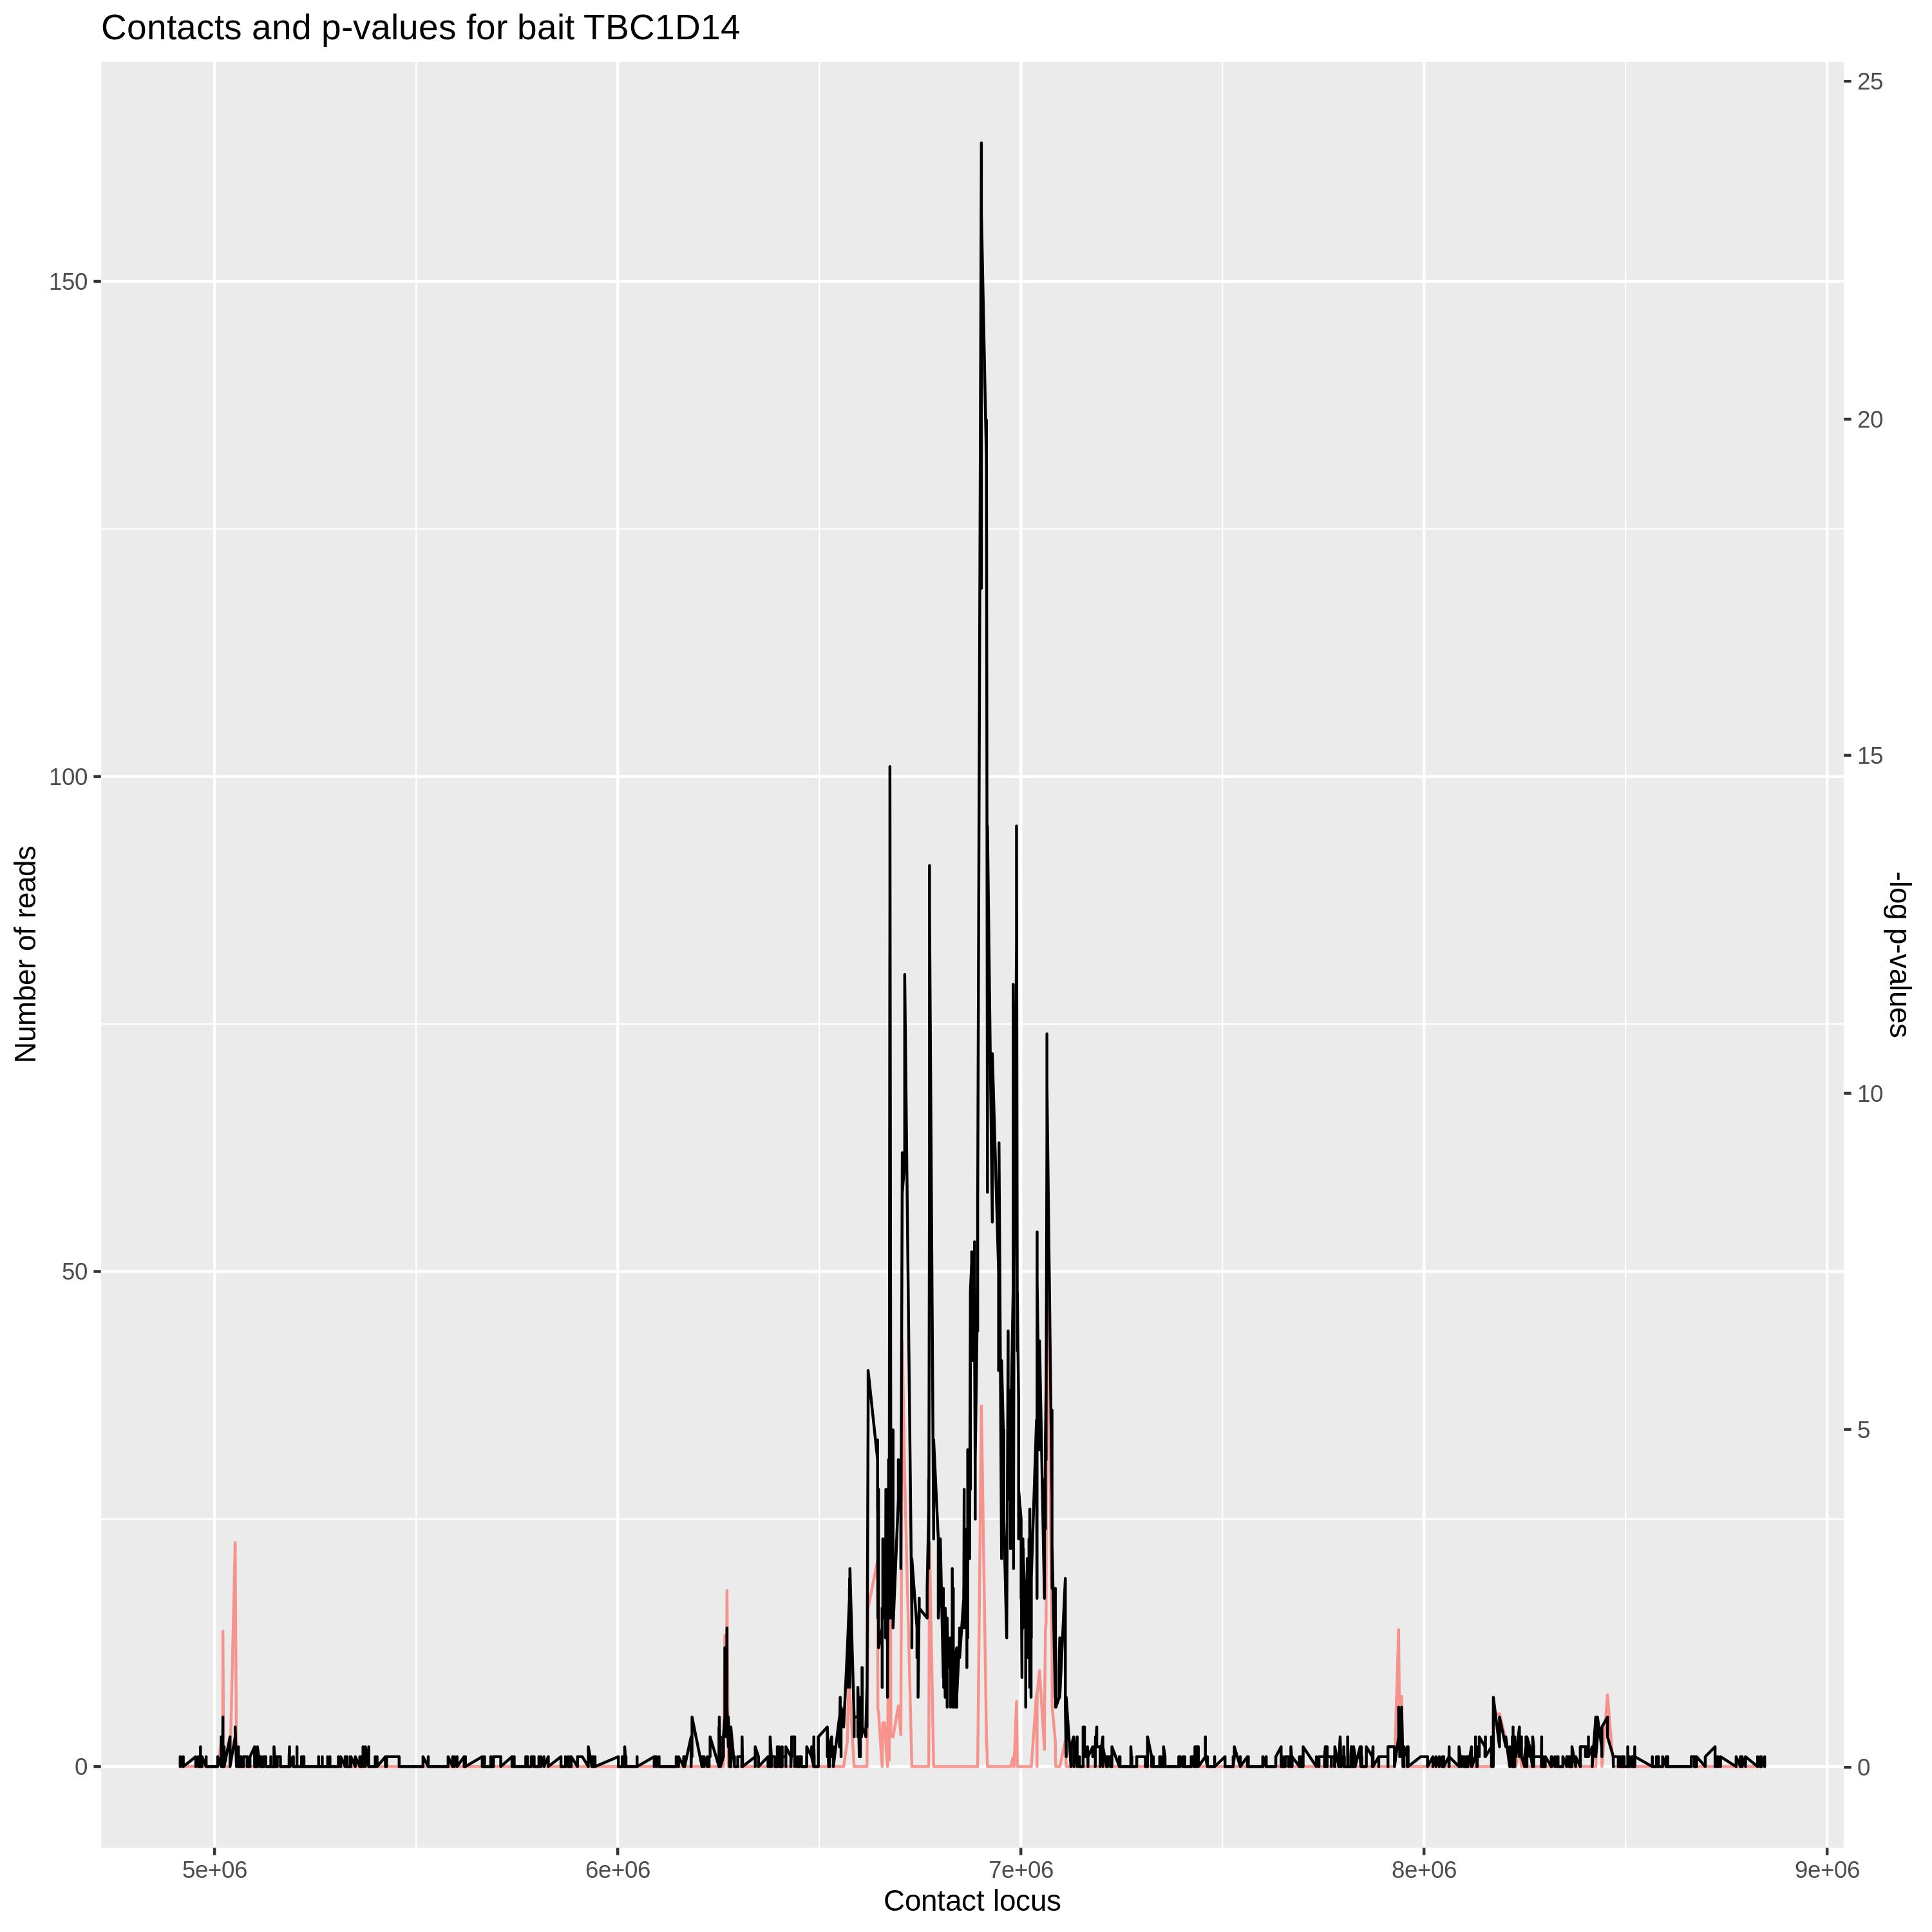 Contacts and p-values for bait TBC1D14
25
150
20
100
15
Number of reads
-log p-values
10
50
5
0
0
5e+06
6e+06
7e+06
8e+06
9e+06
Contact locus